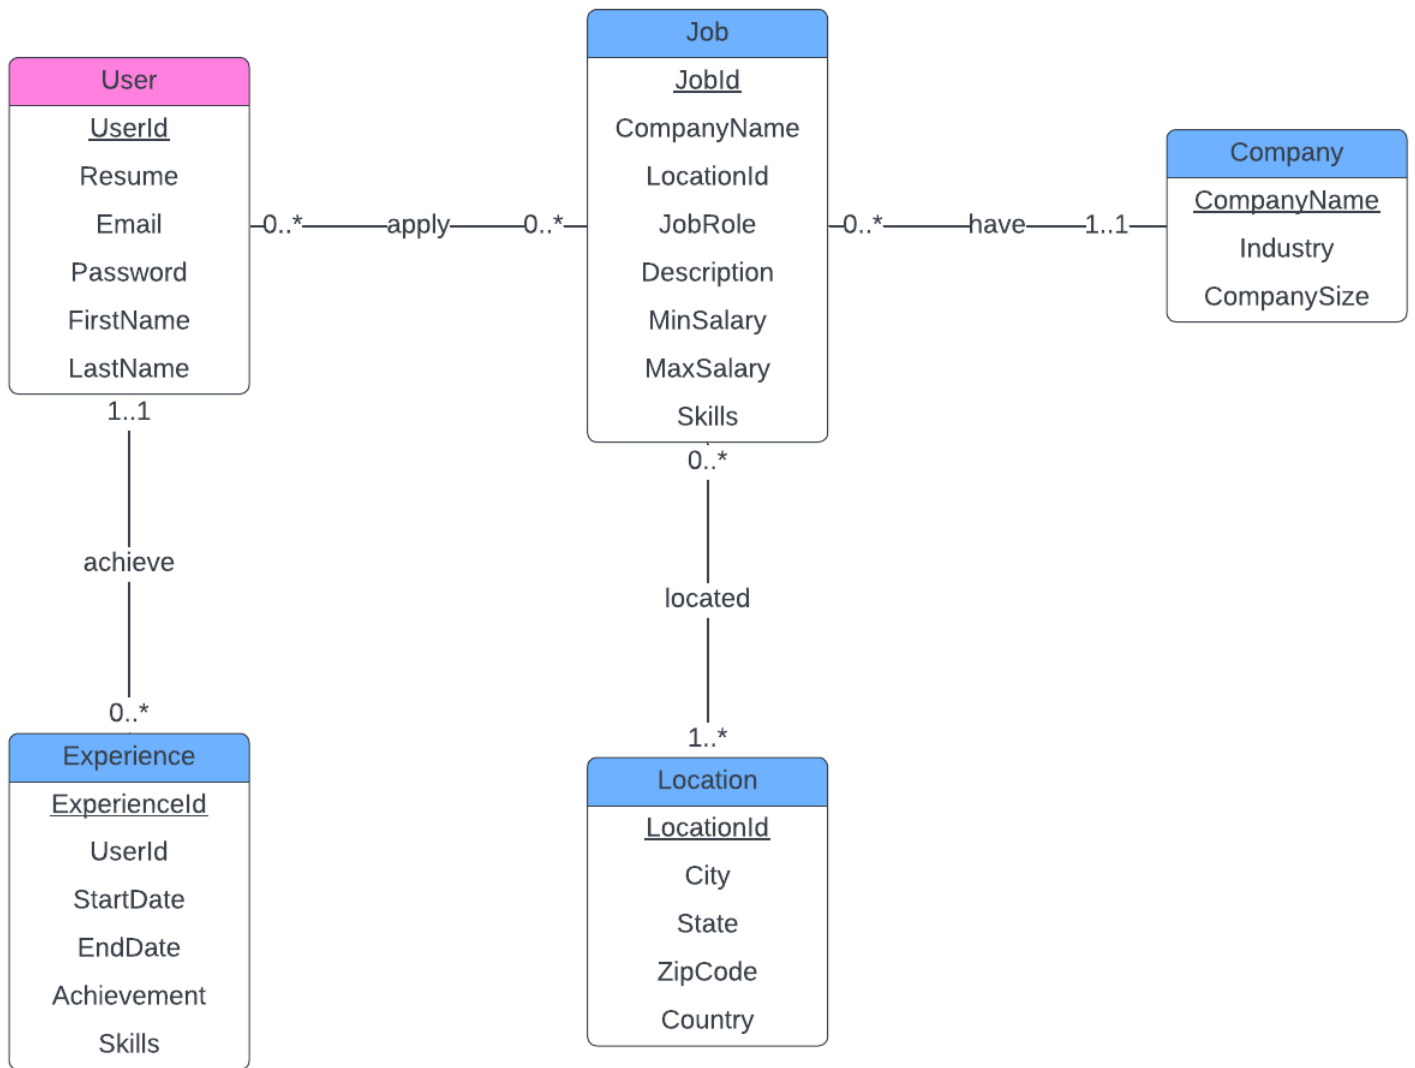 User
UserId
Resume
Email
Password
FirstName
LastName
0..*
apply
0..*
Job
JobId
CompanyName
LocationId
JobRole
Description
MinSalary
MaxSalary
Skills
0..*
have
1..1
Company
CompanyName
Industry
CompanySize
1..1
achieve
0..*
Experience
ExperienceId
UserId
StartDate
EndDate
Achievement
Skills
0..*
located
1..*
Location
LocationId
City
State
ZipCode
Country